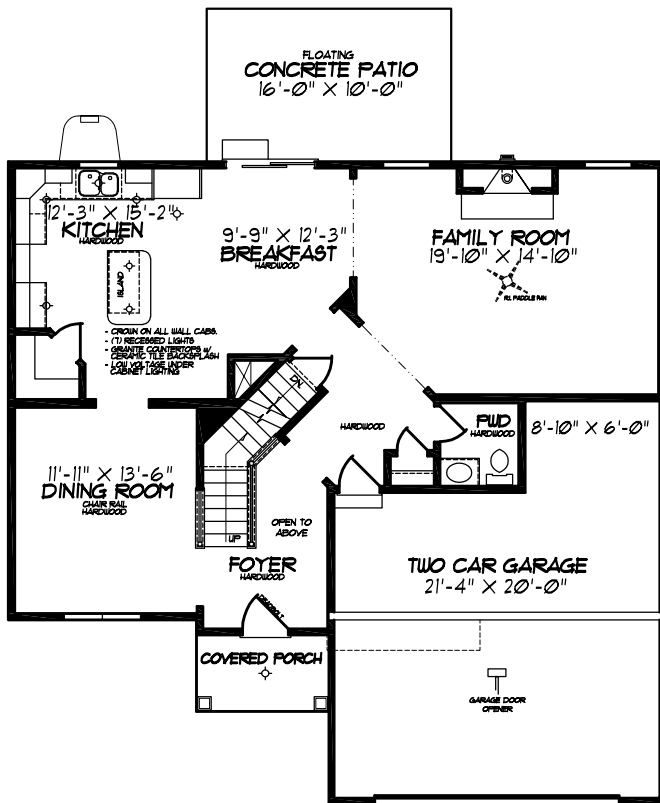 FLOATING
CONCRETE PATIO
16'-0" X 10'-0"
12'-3" X 15'-2"
KITCHEN
HARDWOOD
9'-9" X 12'-3"
BREAKFAST
HARDWOOD
FAMILY ROOM
19'-10" X 14'-10"
R.I. PADDLE FAN
ISLAND
- CROWN ON ALL WALL CABS.
- (7) RECESSED LIGHTS
- GRANITE COUNTERTOPS W/
CERAMIC TILE BACKSPLASH
- LOW VOLTAGE UNDER
CABINET LIGHTING
DN.
HARDWOOD
PWD
HARDWOOD
8'-10" X 6'-0"
11'-11" X 13'-6"
DINING ROOM
CHAIR RAIL
HARDWOOD
OPEN TO
ABOVE
UP
FOYER
HARDWOOD
TWO CAR GARAGE
21'-4" X 20'-0"
DEADBOLT
COVERED PORCH
GARAGE DOOR
OPENER